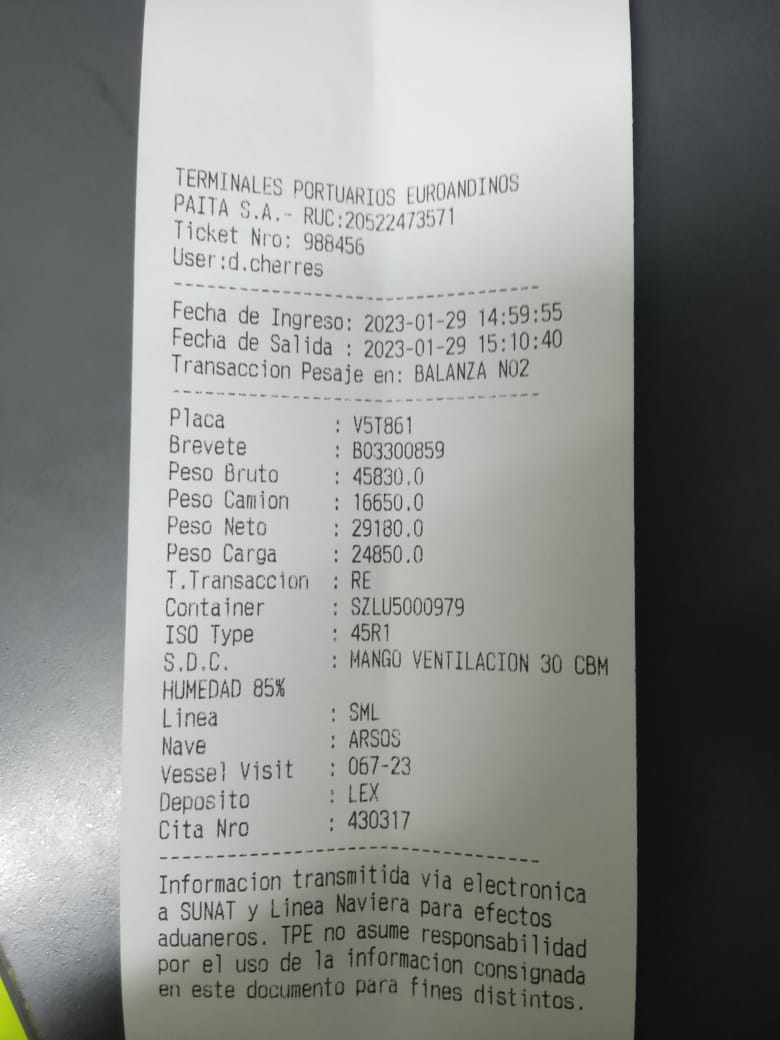 TERMINALES PORTUARIOS EUROANDINOS
PAITA S.A.- RUC:20522473571
Ticket Nro: 988456
User:d.cherres
----------------------------------------
Fecha de Ingreso: 2023-01-29 14:59:55
Fecha de Salida : 2023-01-29 15:10:40
Transaccion Pesaje en: BALANZA NO2
----------------------------------------
Placa : V5T861
Brevete : B03300859
Peso Bruto : 45830.0
Peso Camion : 16650.0
Peso Neto : 29180.0
Peso Carga : 24850.0
T.Transaccion : RE
Container : SZLU5000979
ISO Type : 45R1
S.D.C. : MANGO VENTILACION 30 CBM
HUMEDAD 85%
Linea : SML
Nave : ARSOS
Vessel Visit : 067-23
Deposito : LEX
Cita Nro : 430317
----------------------------------------
Informacion transmitida via electronica
a SUNAT y Linea Naviera para efectos
aduaneros. TPE no asume responsabilidad
por el uso de la informacion consignada
en este documento para fines distintos.